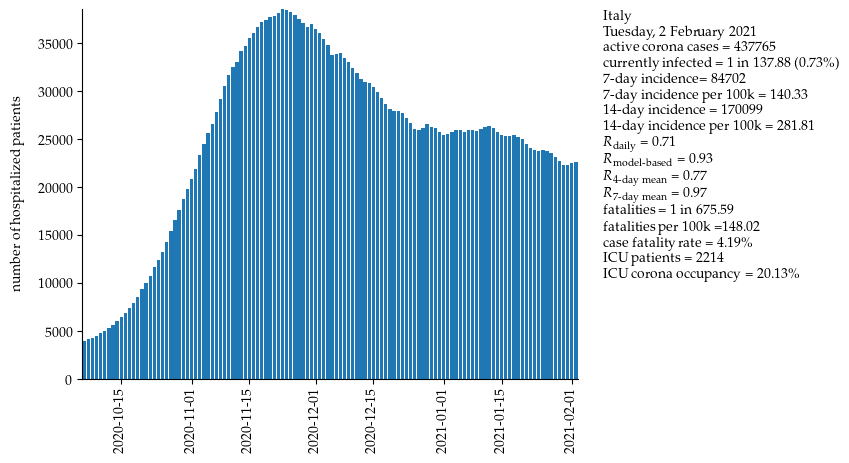 number of hospitalized patients
35000
30000
25000
20000
15000
10000
5000
0
2020-10-15
2020-11-01
2020-11-15
2020-12-01
2020-12-15
2021-01-01
2021-01-15
2021-02-01
Italy
Tuesday, 2 February 2021
active corona cases = 437765
currently infected = 1 in 137.88 (0.73%)
7-day incidence= 84702
7-day incidence per 100k = 140.33
14-day incidence = 170099
14-day incidence per 100k = 281.81
R daily = 0.71
R model-based = 0.93
R 4-day mean = 0.77
R 7-day mean = 0.97
fatalities = 1 in 675.59
fatalities per 100k =148.02
case fatality rate = 4.19%
ICU patients = 2214
ICU corona occupancy = 20.13%